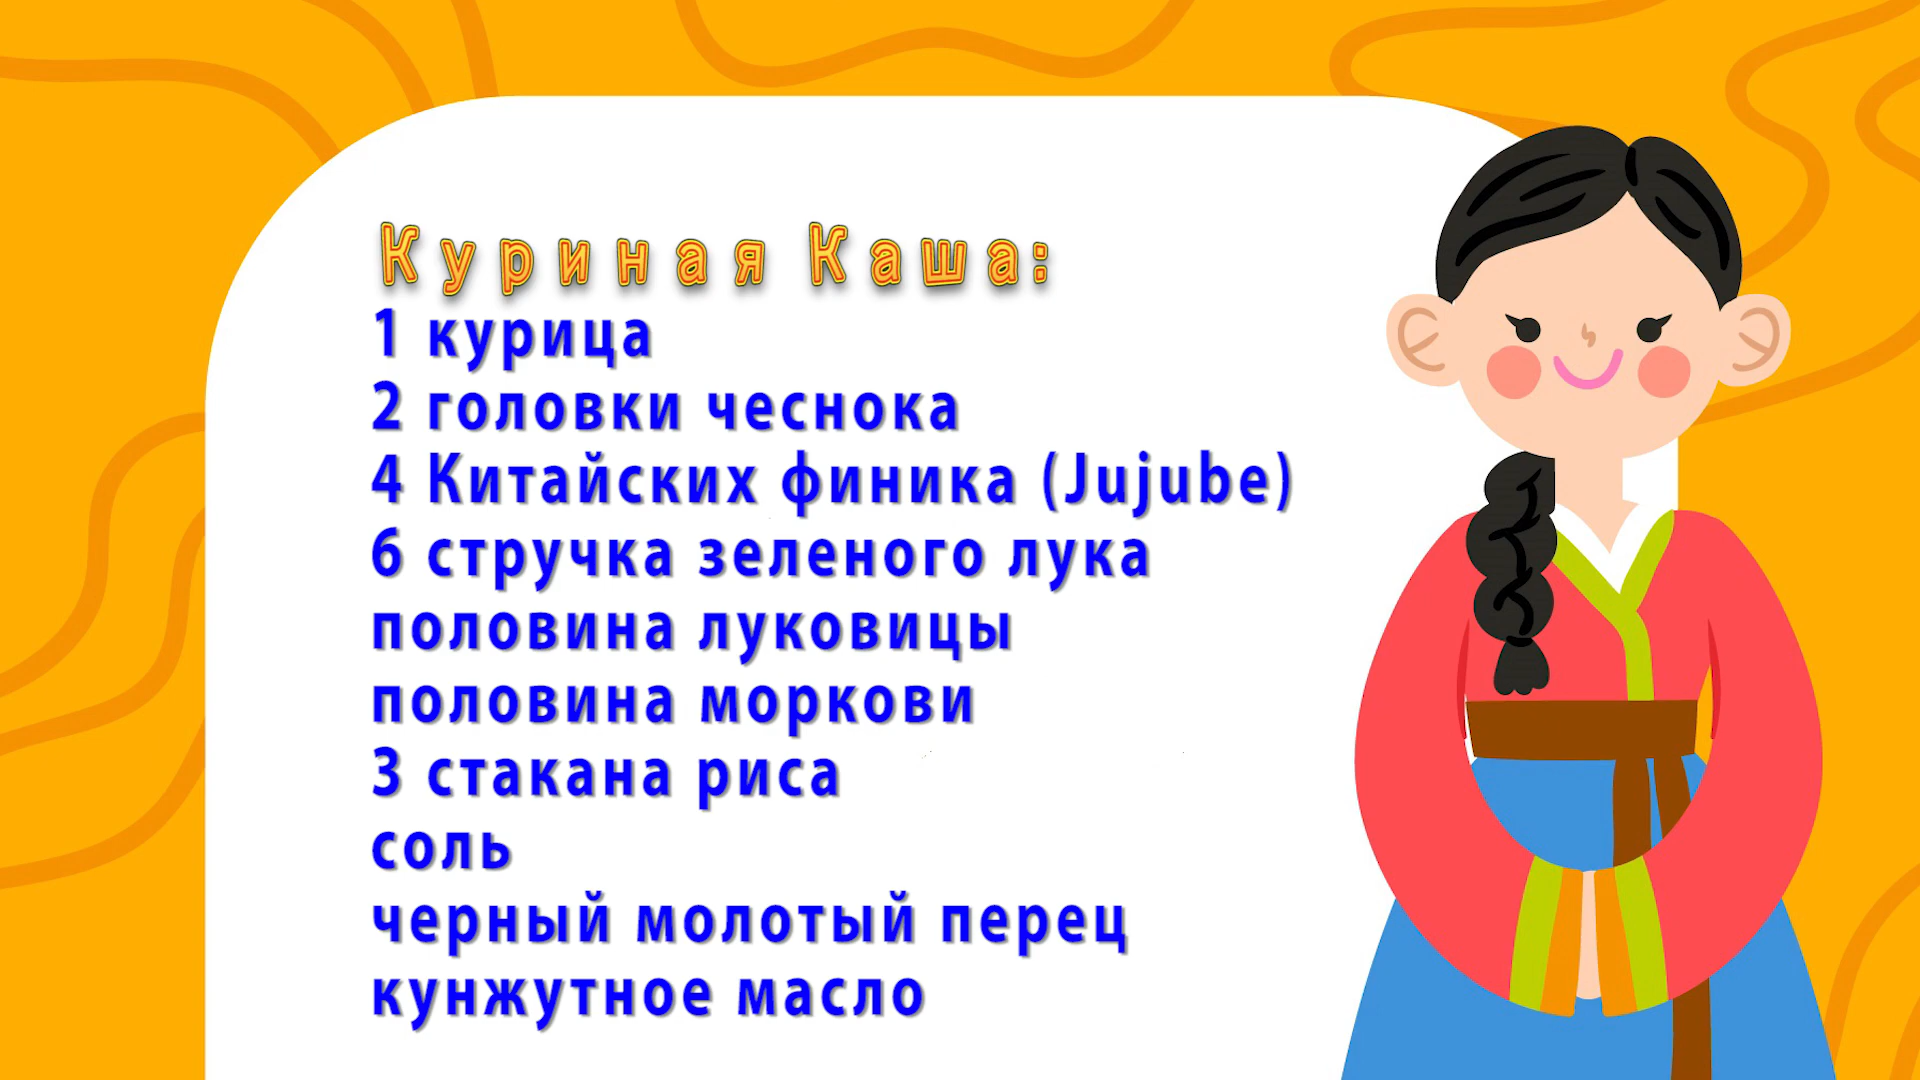 Куриная Каша:
1 курица
2 головки чеснока
4 Китайских финика (Jujube)
6 стручка зеленого лука
половина луковицы
половина моркови
3 стакана риса
соль
черный молотый перец
кунжутное масло